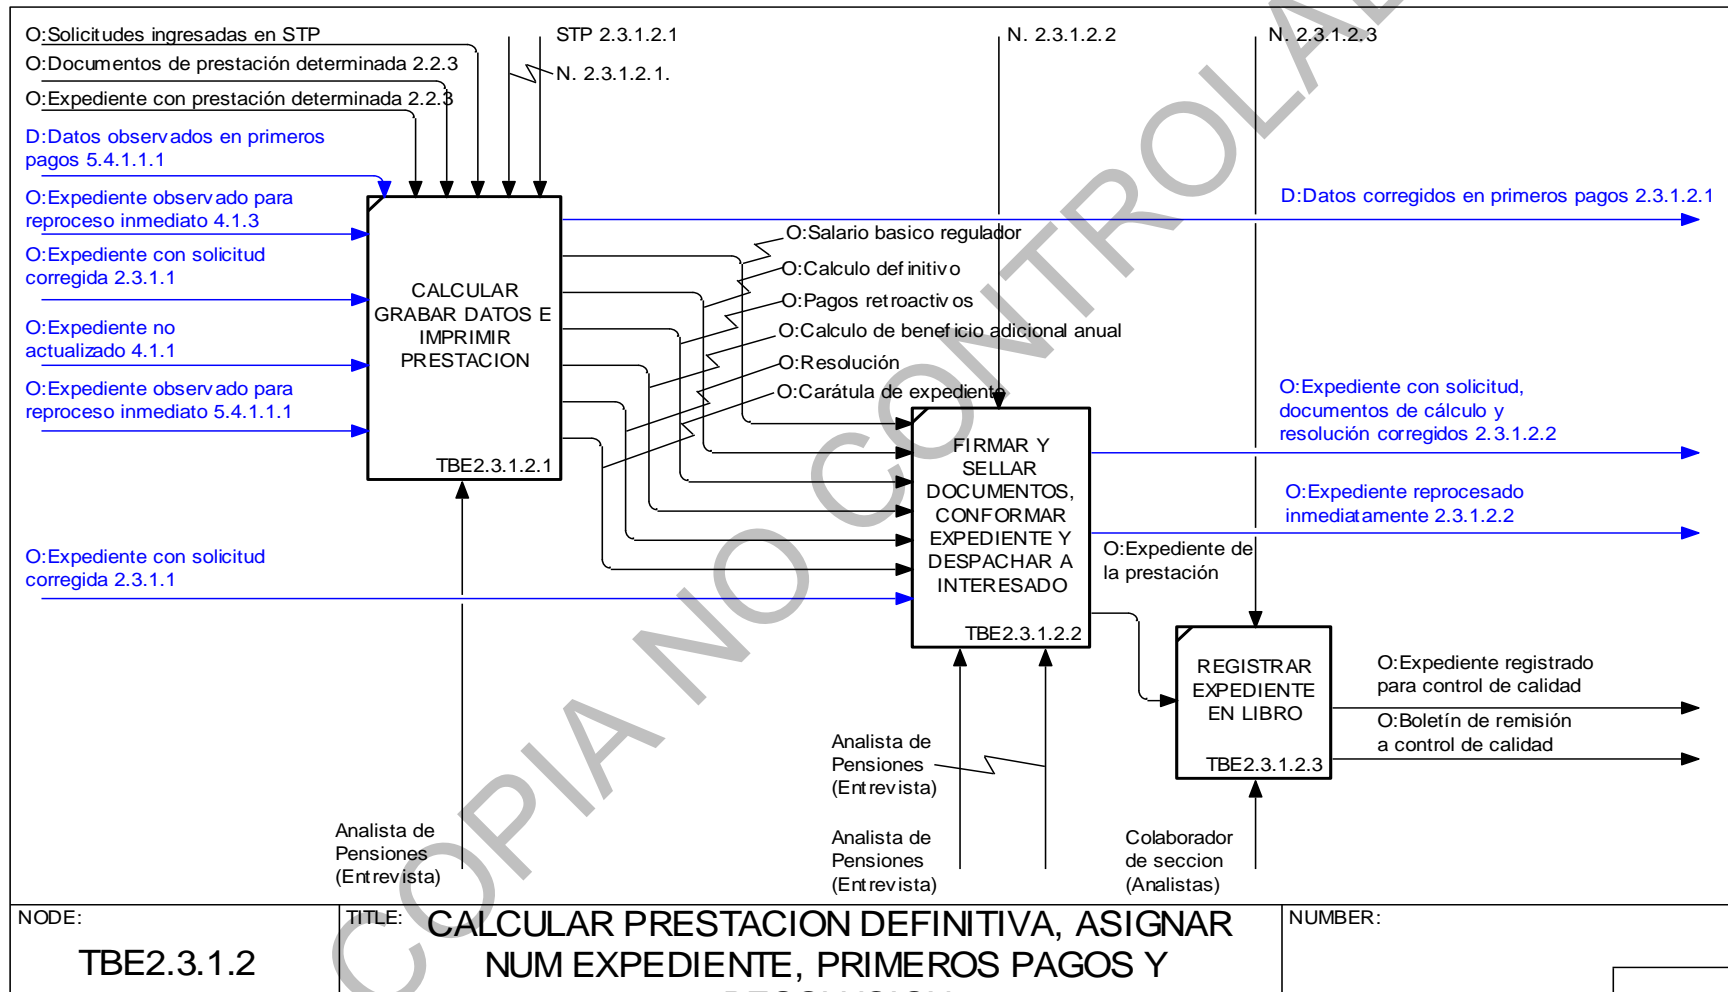 O:Solicitudes ingresadas en STP
O:Documentos de prestación determinada 2.2.3
O:Expediente con prestación determinada 2.2.3
D:Datos observados en primeros
pagos 5.4.1.1.1
O:Expediente observado para
reproceso inmediato 4.1.3
O:Expediente con solicitud
corregida 2.3.1.1
O:Expediente no
actualizado 4.1.1
O:Expediente observado para
reproceso inmediato 5.4.1.1.1
O:Expediente con solicitud
corregida 2.3.1.1
STP 2.3.1.2.1
N. 2.3.1.2.1.
N. 2.3.1.2.2
N. 2.3.1.2.3
CALCULAR
GRABAR DATOS E
IMPRIMIR
PRESTACION
TBE2.3.1.2.1
O:Salario basico regulador
O:Calculo definitivo
O:Pagos retroactivos
O:Calculo de beneficio adicional anual
O:Resolución
O:Carátula de expediente
D:Datos corregidos en primeros pagos 2.3.1.2.1
FIRMAR Y
SELLAR
DOCUMENTOS,
CONFORMAR
EXPEDIENTE Y
DESPACHAR A
INTERESADO
TBE2.3.1.2.2
O:Expediente con solicitud,
documentos de cálculo y
resolución corregidos 2.3.1.2.2
O:Expediente reprocesado
inmediatamente 2.3.1.2.2
O:Expediente de
la prestación
REGISTRAR
EXPEDIENTE
EN LIBRO
TBE2.3.1.2.3
O:Expediente registrado
para control de calidad
O:Boletín de remisión
a control de calidad
Analista de
Pensiones
(Entrevista)
Analista de
Pensiones
(Entrevista)
Analista de
Pensiones
(Entrevista)
Colaborador
de seccion
(Analistas)
COPIA NO CONTROLA
NODE:
TBE2.3.1.2
TITLE:
CALCULAR PRESTACION DEFINITIVA, ASIGNAR
NUM EXPEDIENTE, PRIMEROS PAGOS Y
NUMBER: